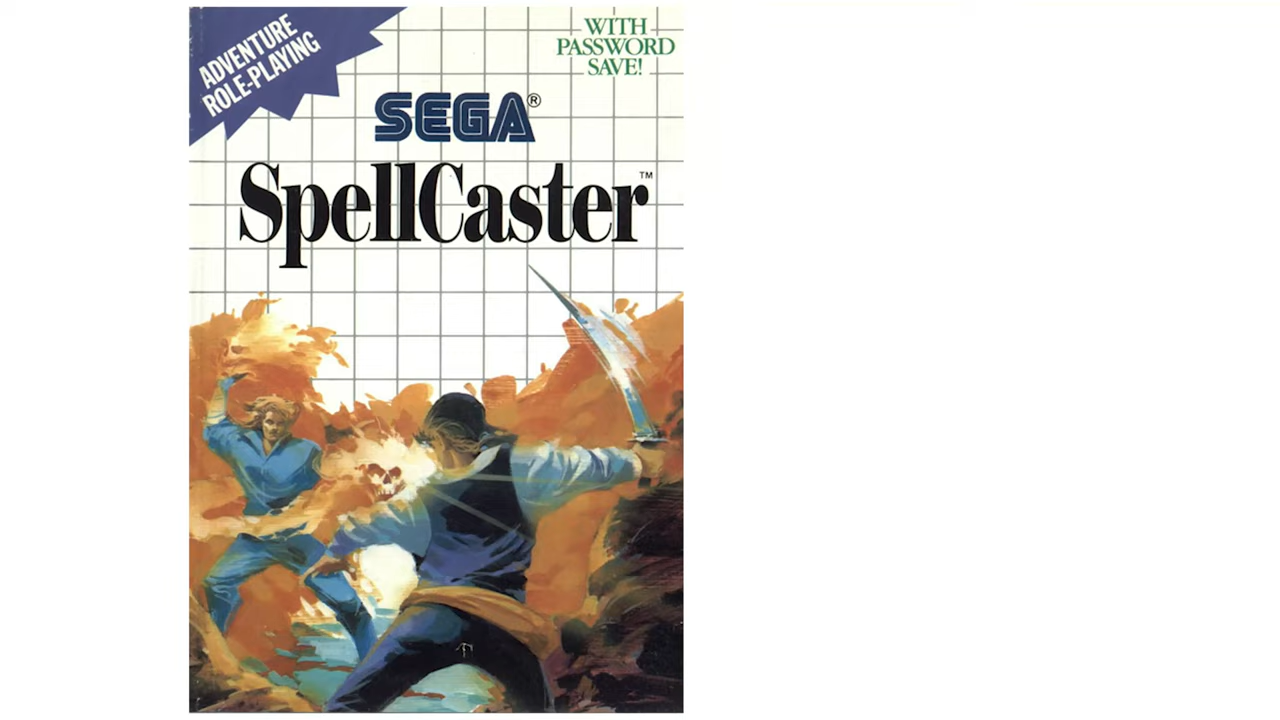 ADVENTURE
ROLE-PLAYING
WITH
PASSWORD
SAVE!
SEGA®
SpellCaster™